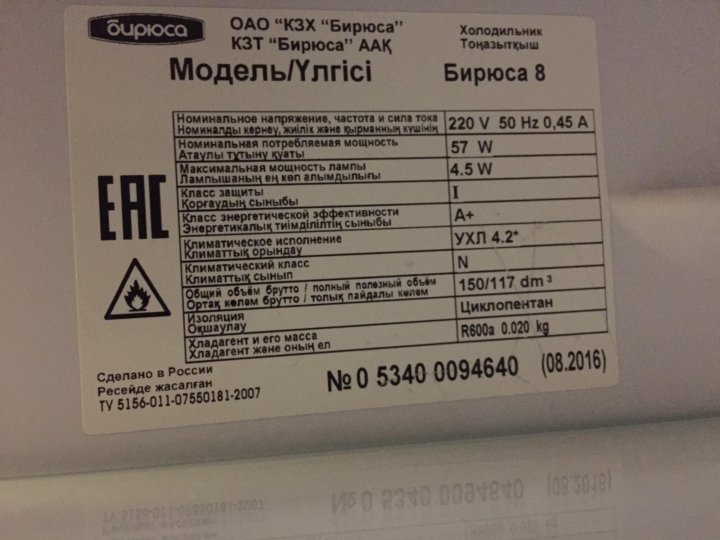 бирюса
ОАО "КЗХ "Бирюса"
КЗТ "Бирюса" ААҚ
Холодильник
Тоңазытқыш
Модель/Үлгісі Бирюса 8
Номинальное напряжение, частота и сила тока
Номиналды кернеу, жиілік және қырманның күшінің
220 V 50 Hz 0,45 A
Номинальная потребляемая мощность
Атаулы тұтыну қуаты
57 W
Максимальная мощность лампы
Лампышаның ең көп алымдылығы
4.5 W
Класс защиты
Қорғаудың сыныбы
I
Класс энергетической эффективности
Энергетикалық тиімділіттің сыныбы
A+
Климатическое исполнение
Климаттық орындау
УХЛ 4.2*
Климатический класс
Климаттық сынып
N
Общий объём брутто / полный полезный объём
Ортақ көлем брутто / толық пайдалы көлем
150/117 dm³
Изоляция
Оқшаулау
Циклопентан
Хладагент и его масса
Хладагент және оның ел
R600a 0.020 kg
EAC
Сделано в России
Ресейде жасалған
ТУ 5156-011-07550181-2007
№ 0 5340 0094640 (08.2016)